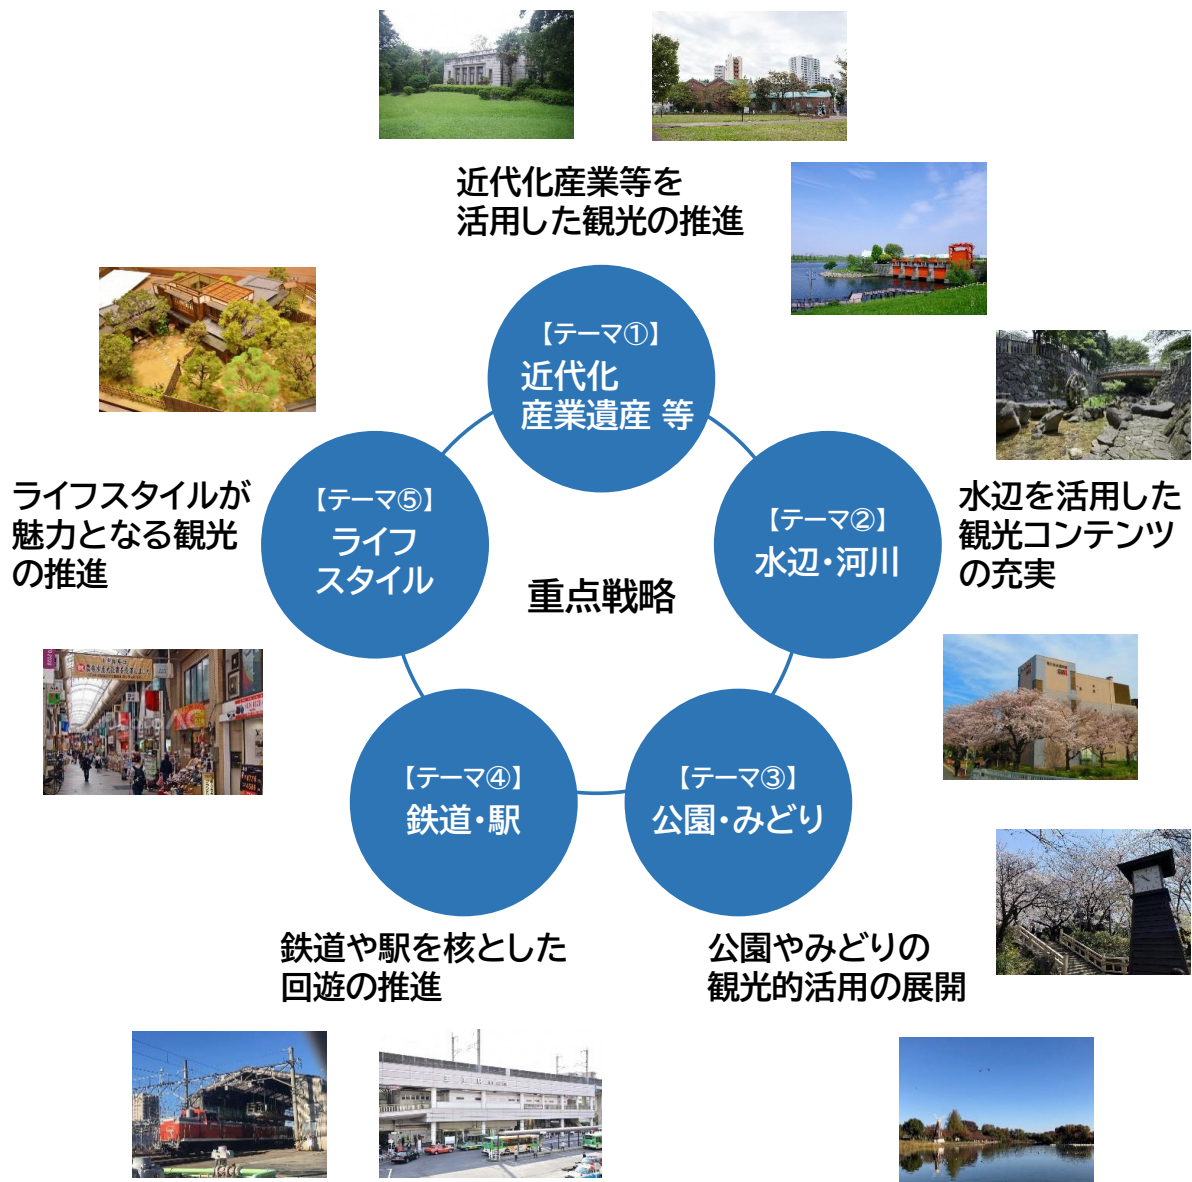 近代化産業等を
活用した観光の推進
【テーマ①】
近代化
産業遺産 等
【テーマ②】
水辺・河川
水辺を活用した
観光コンテンツ
の充実
【テーマ③】
公園・みどり
公園やみどりの
観光的活用の展開
【テーマ④】
鉄道・駅
鉄道や駅を核とした
回遊の推進
【テーマ⑤】
ライフ
スタイル
ライフスタイルが
魅力となる観光
の推進
重点戦略